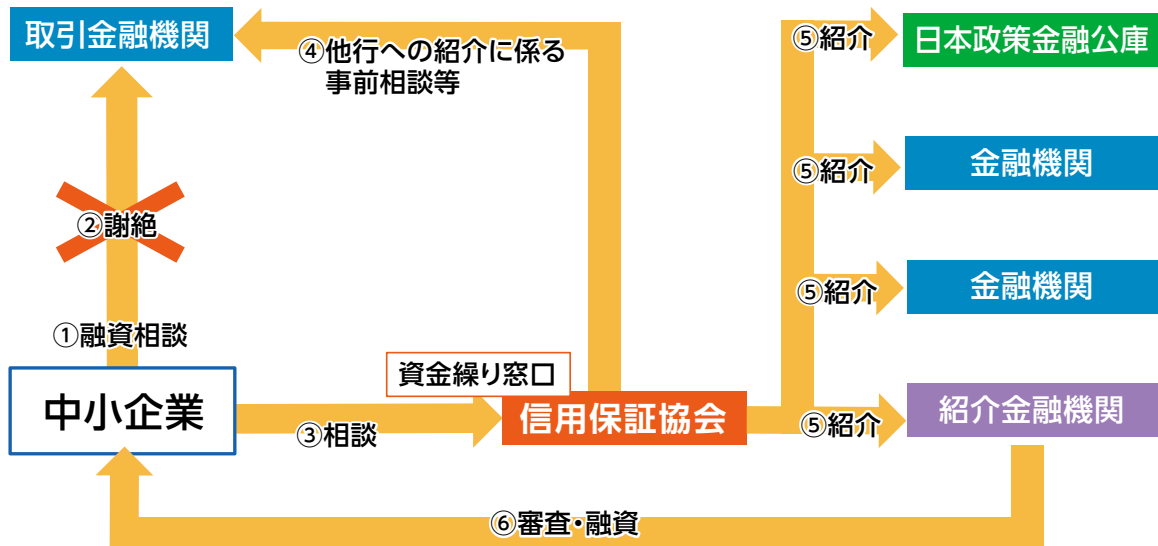 取引金融機関
④他行への紹介に係る
事前相談等
⑤紹介
日本政策金融公庫
⑤紹介
金融機関
②謝絶
⑤紹介
金融機関
①融資相談
資金繰り窓口
中小企業
③相談
信用保証協会
⑤紹介
紹介金融機関
⑥審査・融資